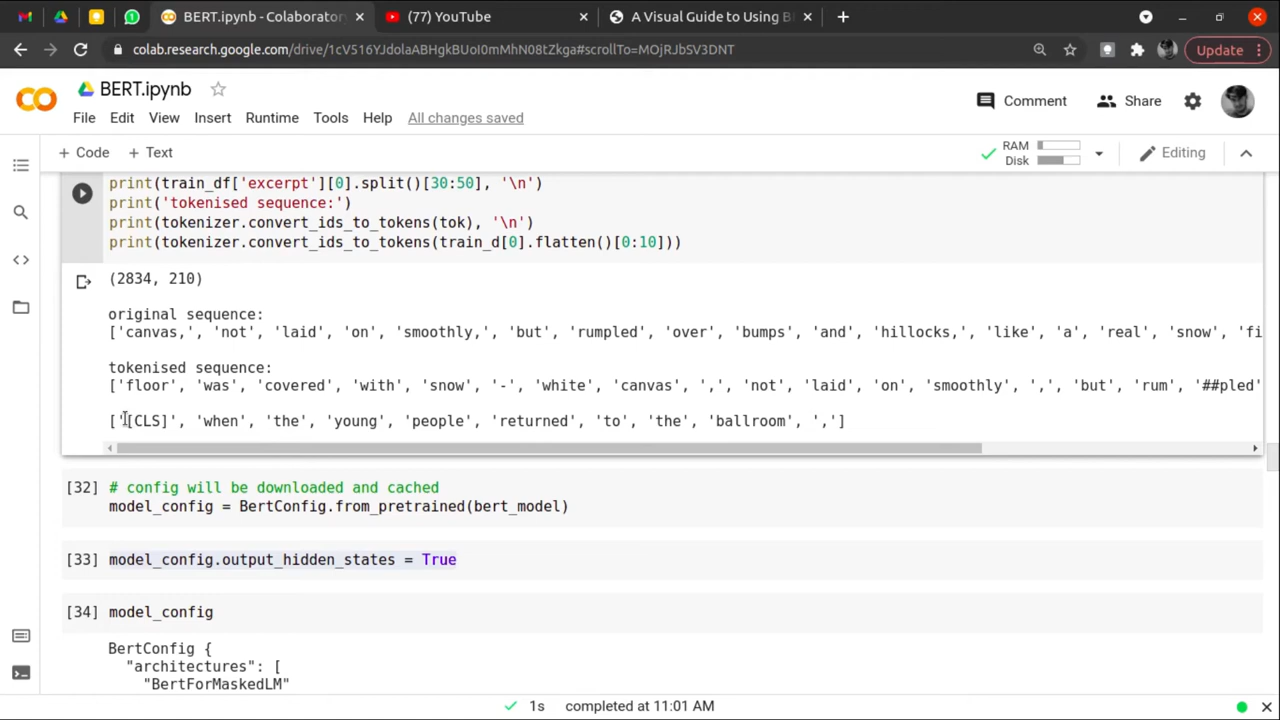 BERT.ipynb - Colaboratory
(77) YouTube
A Visual Guide to Using B
colab.research.google.com/drive/1cV516YJdolaABHgkBUoI0mMhN08tZkga#scrollTo=MOjRJbSV3DNT
Update
BERT.ipynb
File Edit View Insert Runtime Tools Help All changes saved
Comment Share
+ Code + Text
RAM
Disk
Editing
print(train_df['excerpt'][0].split()[30:50], '\n')
print('tokenised sequence:')
print(tokenizer.convert_ids_to_tokens(tok), '\n')
print(tokenizer.convert_ids_to_tokens(train_d[0].flatten()[0:10]))
(2834, 210)
original sequence:
['canvas,', 'not', 'laid', 'on', 'smoothly,', 'but', 'rumpled', 'over', 'bumps', 'and', 'hillocks,', 'like', 'a', 'real', 'snow', 'fi
tokenised sequence:
['floor', 'was', 'covered', 'with', 'snow', '-', 'white', 'canvas', ',', 'not', 'laid', 'on', 'smoothly', ',', 'but', 'rum', '##pled'
['[CLS]', 'when', 'the', 'young', 'people', 'returned', 'to', 'the', 'ballroom', ',']
[32] # config will be downloaded and cached
model_config = BertConfig.from_pretrained(bert_model)
[33] model_config.output_hidden_states = True
[34] model_config
BertConfig {
"architectures": [
"BertForMaskedLM"
1s completed at 11:01 AM